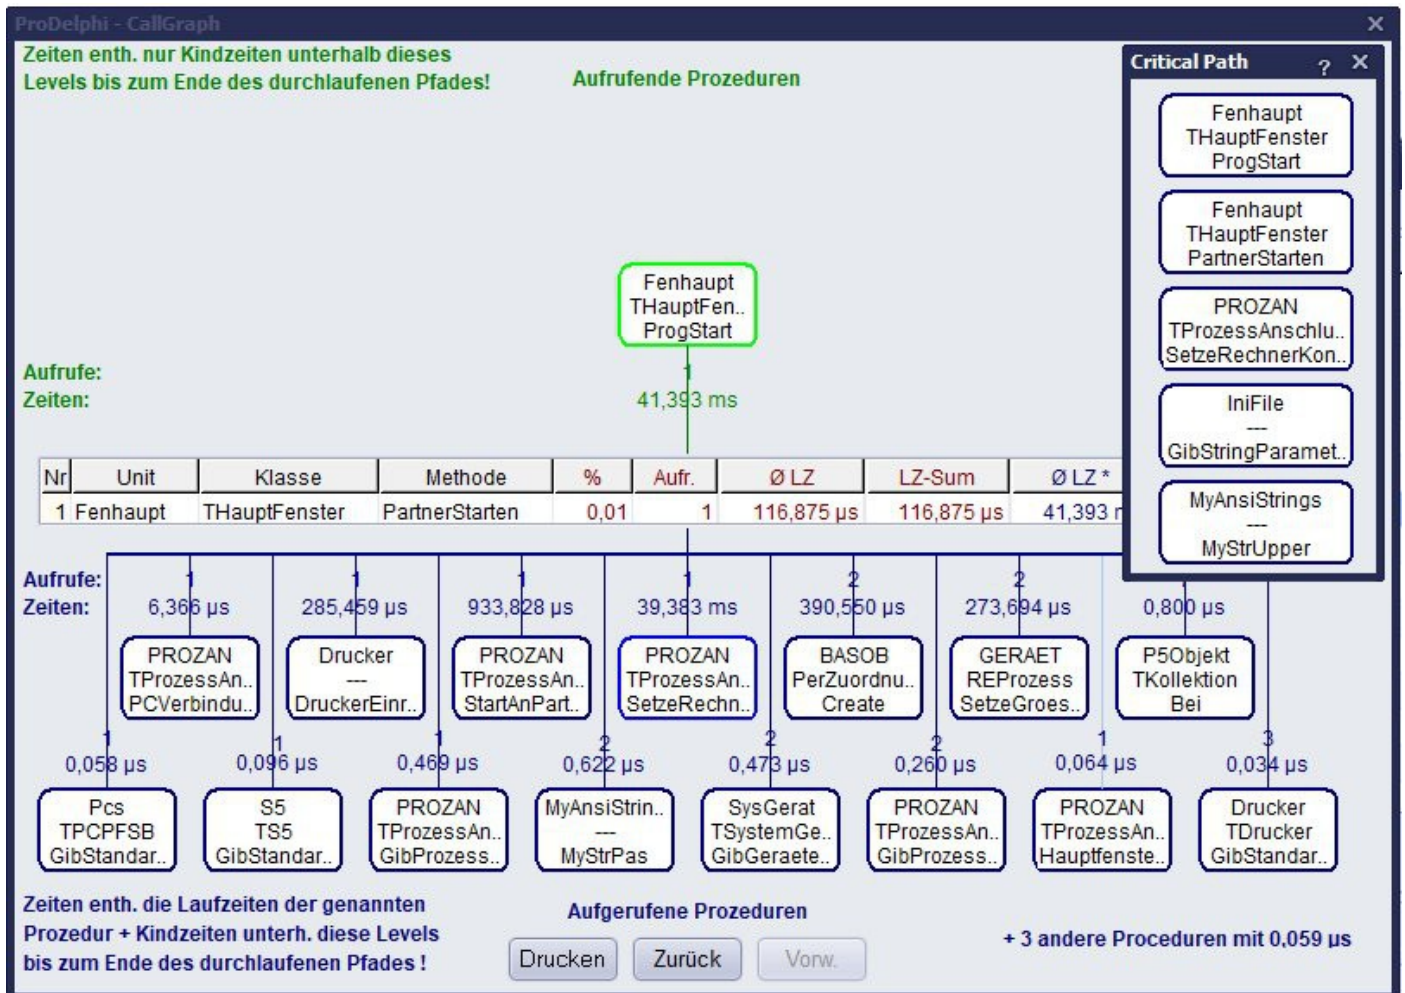 ProDelphi - CallGraph
Zeiten enth. nur Kindzeiten unterhalb dieses
Levels bis zum Ende des durchlaufenen Pfades!
Aufrufende Prozeduren
Critical Path
?
Fenhaupt
THauptFenster
ProgStart
Fenhaupt
THauptFenster
PartnerStarten
PROZAN
TProzessAnschlu..
SetzeRechnerKon..
IniFile
---
GibStringParamet..
MyAnsiStrings
---
MyStrUpper
Fenhaupt
THauptFen..
ProgStart
Aufrufe: 1
Zeiten: 41,393 ms
Nr Unit Klasse Methode % Aufr. Ø LZ LZ-Sum Ø LZ *
1 Fenhaupt THauptFenster PartnerStarten 0,01 1 116,875 µs 116,875 µs 41,393
Aufrufe: 1 1 1 1 2 2
Zeiten: 6,366 µs 285,459 µs 933,828 µs 39,383 ms 390,550 µs 273,694 µs 0,800 µs
PROZAN
TProzessAn..
PCVerbindu..
Drucker
---
DruckerEinr..
PROZAN
TProzessAn..
StartAnPart..
PROZAN
TProzessAn..
SetzeRechn..
BASOB
PerZuordnu..
Create
GERAET
REProzess
SetzeGroes..
P5Objekt
TKollektion
Bei
1 1 1 2 2 2 1 3
0,058 µs 0,096 µs 0,469 µs 0,622 µs 0,473 µs 0,260 µs 0,064 µs 0,034 µs
Pcs
TPCPFSB
GibStandar..
S5
TS5
GibStandar..
PROZAN
TProzessAn..
GibProzess..
MyAnsiStrin..
---
MyStrPas
SysGerat
TSystemGe..
GibGeraete..
PROZAN
TProzessAn..
GibProzess..
PROZAN
TProzessAn..
Hauptfenste..
Drucker
TDrucker
GibStandar..
Zeiten enth. die Laufzeiten der genannten
Prozedur + Kindzeiten unterh. diese Levels
bis zum Ende des durchlaufenen Pfades !
Aufgerufene Prozeduren
Drucken Zurück Vorw.
+ 3 andere Proceduren mit 0,059 µs